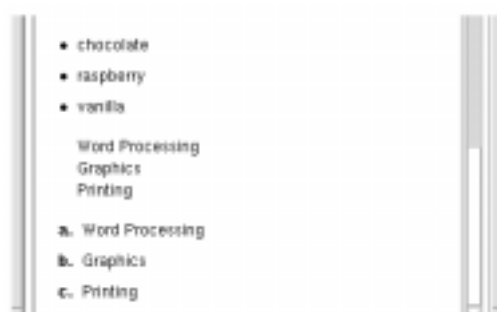 • chocolate
• raspberry
• vanilla
Word Processing
Graphics
Printing
a. Word Processing
b. Graphics
c. Printing